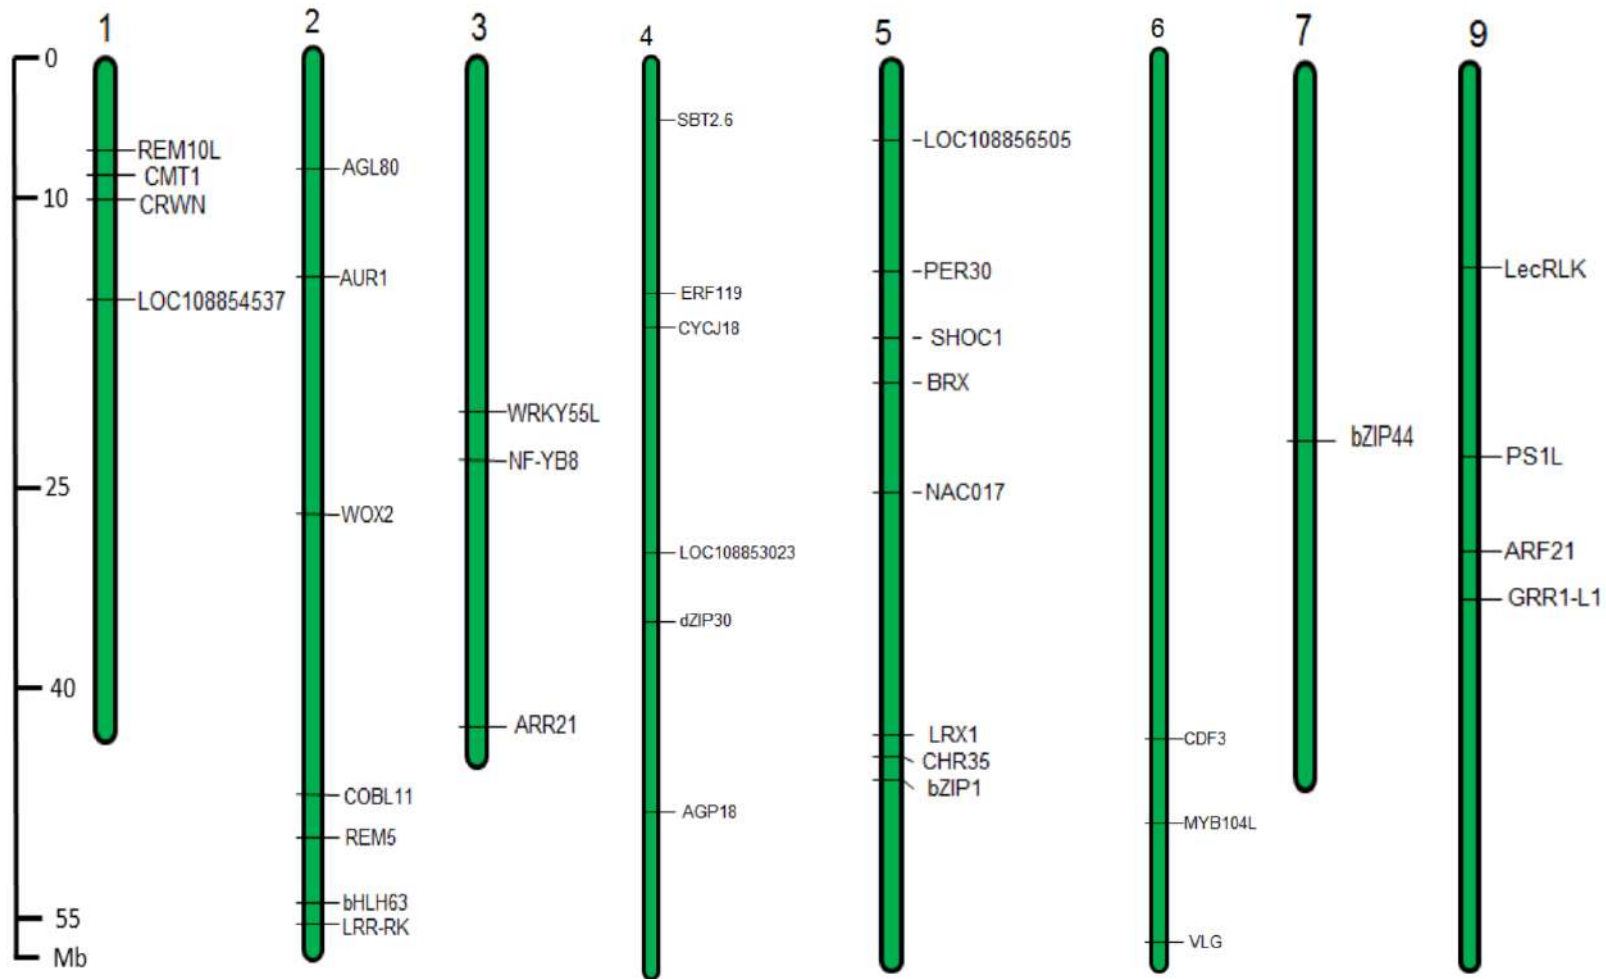 1
2
3
4
5
6
7
9
0
10
25
40
55
Mb
REM10L
CMT1
CRWN
LOC108854537
AGL80
AUR1
WOX2
COBL11
REM5
bHLH63
LRR-RK
WRKY55L
NF-YB8
ARR21
SBT2.6
ERF119
CYCJ18
LOC108853023
dZIP30
AGP18
LOC108856505
PER30
SHOC1
BRX
NAC017
LRX1
CHR35
bZIP1
CDF3
MYB104L
VLG
bZIP44
LecRLK
PS1L
ARF21
GRR1-L1